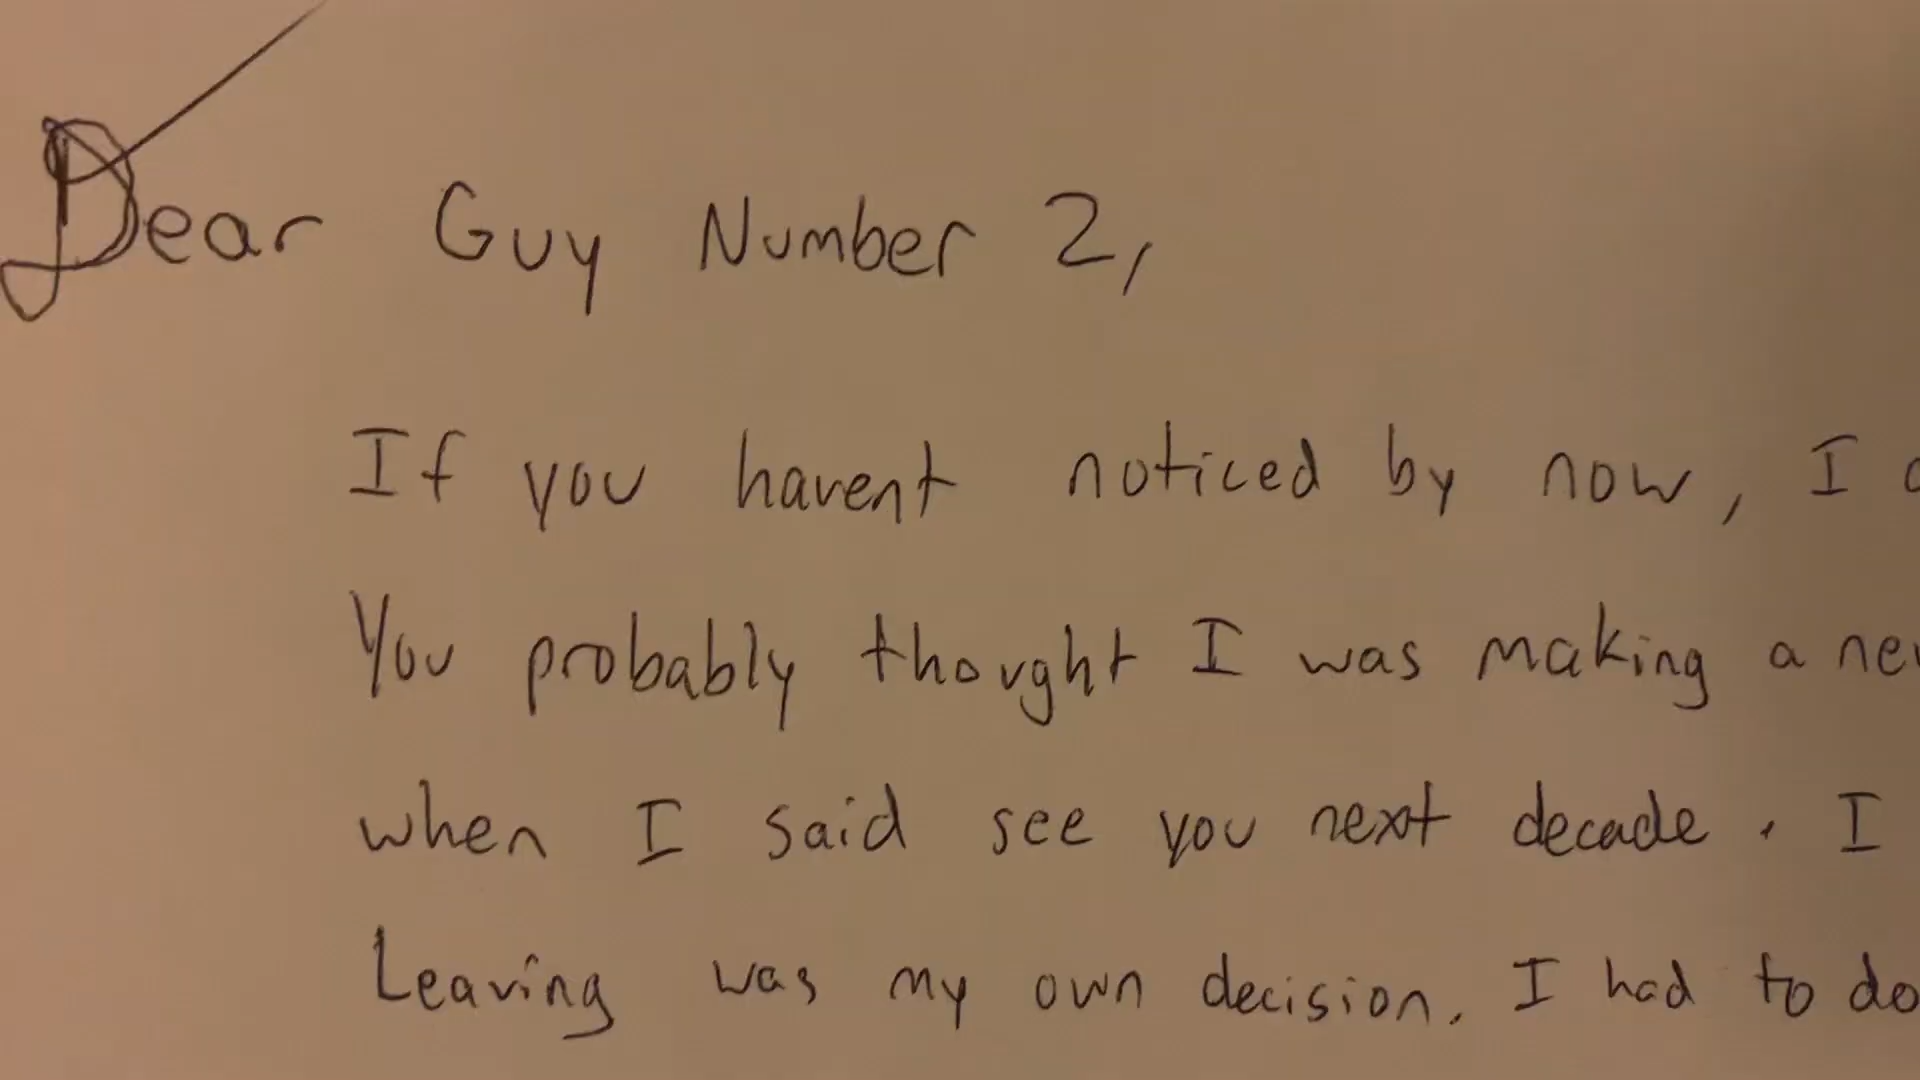 Dear Guy Number 2,
If you havent noticed by now, I
You probably thought I was making a
when I said see you next decade. I
Leaving was my own decision. I had to do